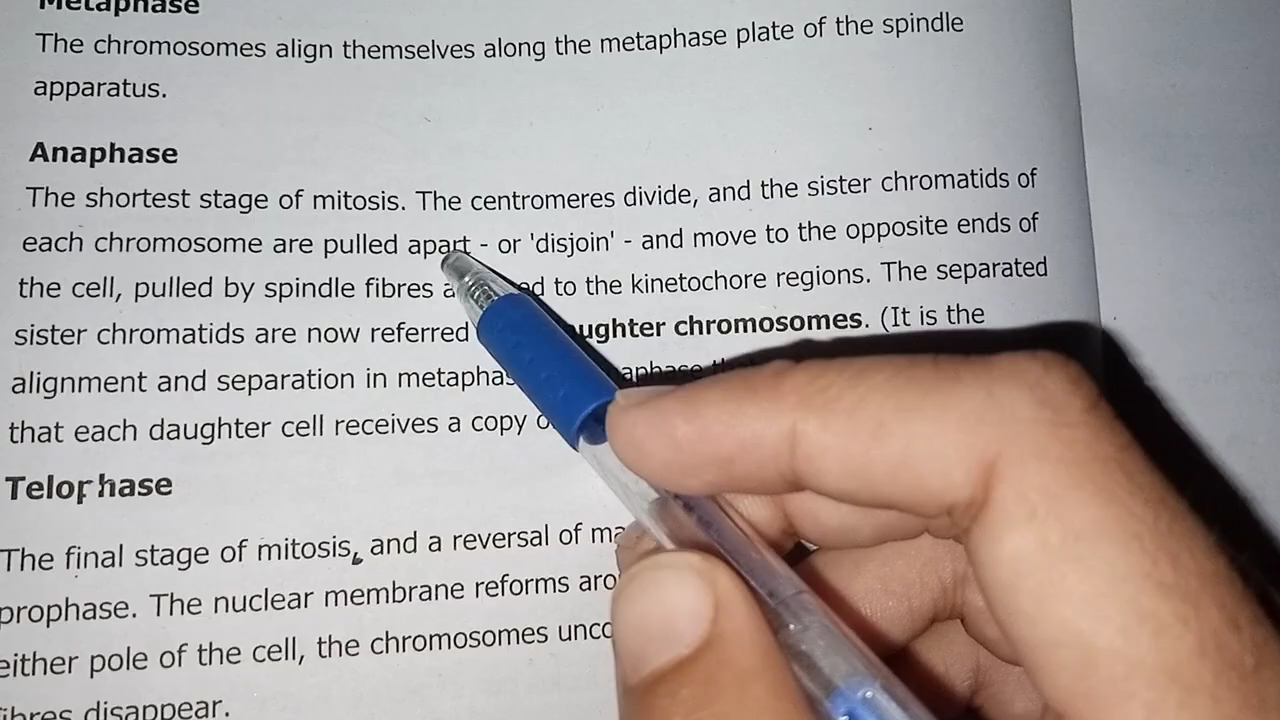 Metaphase
The chromosomes align themselves along the metaphase plate of the spindle
apparatus.
Anaphase
The shortest stage of mitosis. The centromeres divide, and the sister chromatids of
each chromosome are pulled apart - or 'disjoin' - and move to the opposite ends of
the cell, pulled by spindle fibres to the kinetochore regions. The separated
sister chromatids are now referred chromosomes. (It is the
alignment and separation in
that each daughter cell receives a copy
Telophase
The final stage of mitosis, and a reversal of
prophase. The nuclear membrane reforms
either pole of the cell, the chromosomes
disappear.